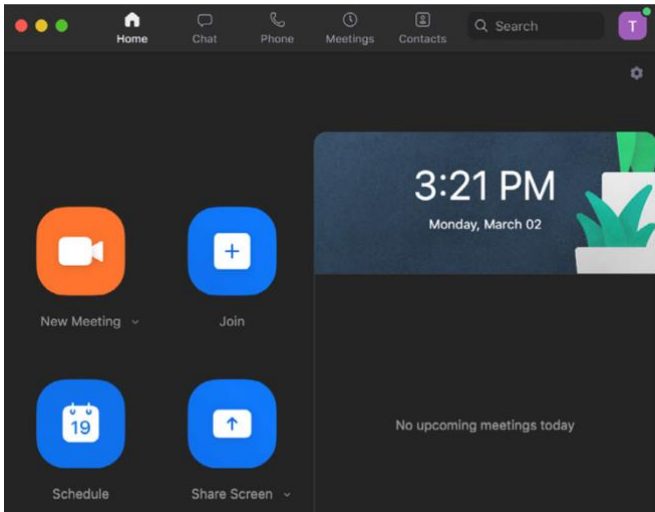 Home
Chat
Phone
Meetings
Contacts
Search
T
3:21 PM
Monday, March 02
New Meeting
Join
19
Schedule
Share Screen
No upcoming meetings today